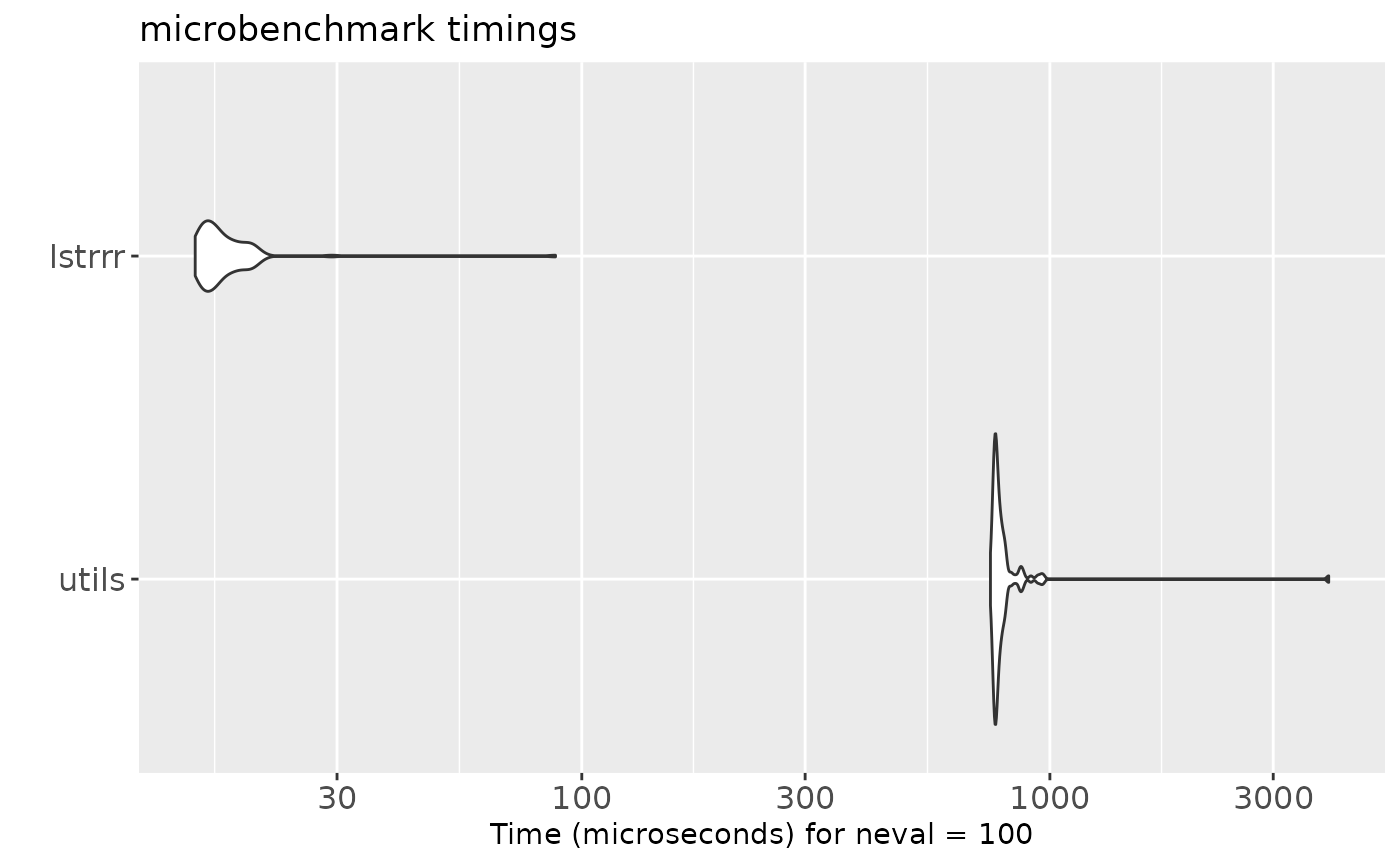 microbenchmark timings
lstrrr
utils
30 100 300 1000 3000
Time (microseconds) for neval = 100